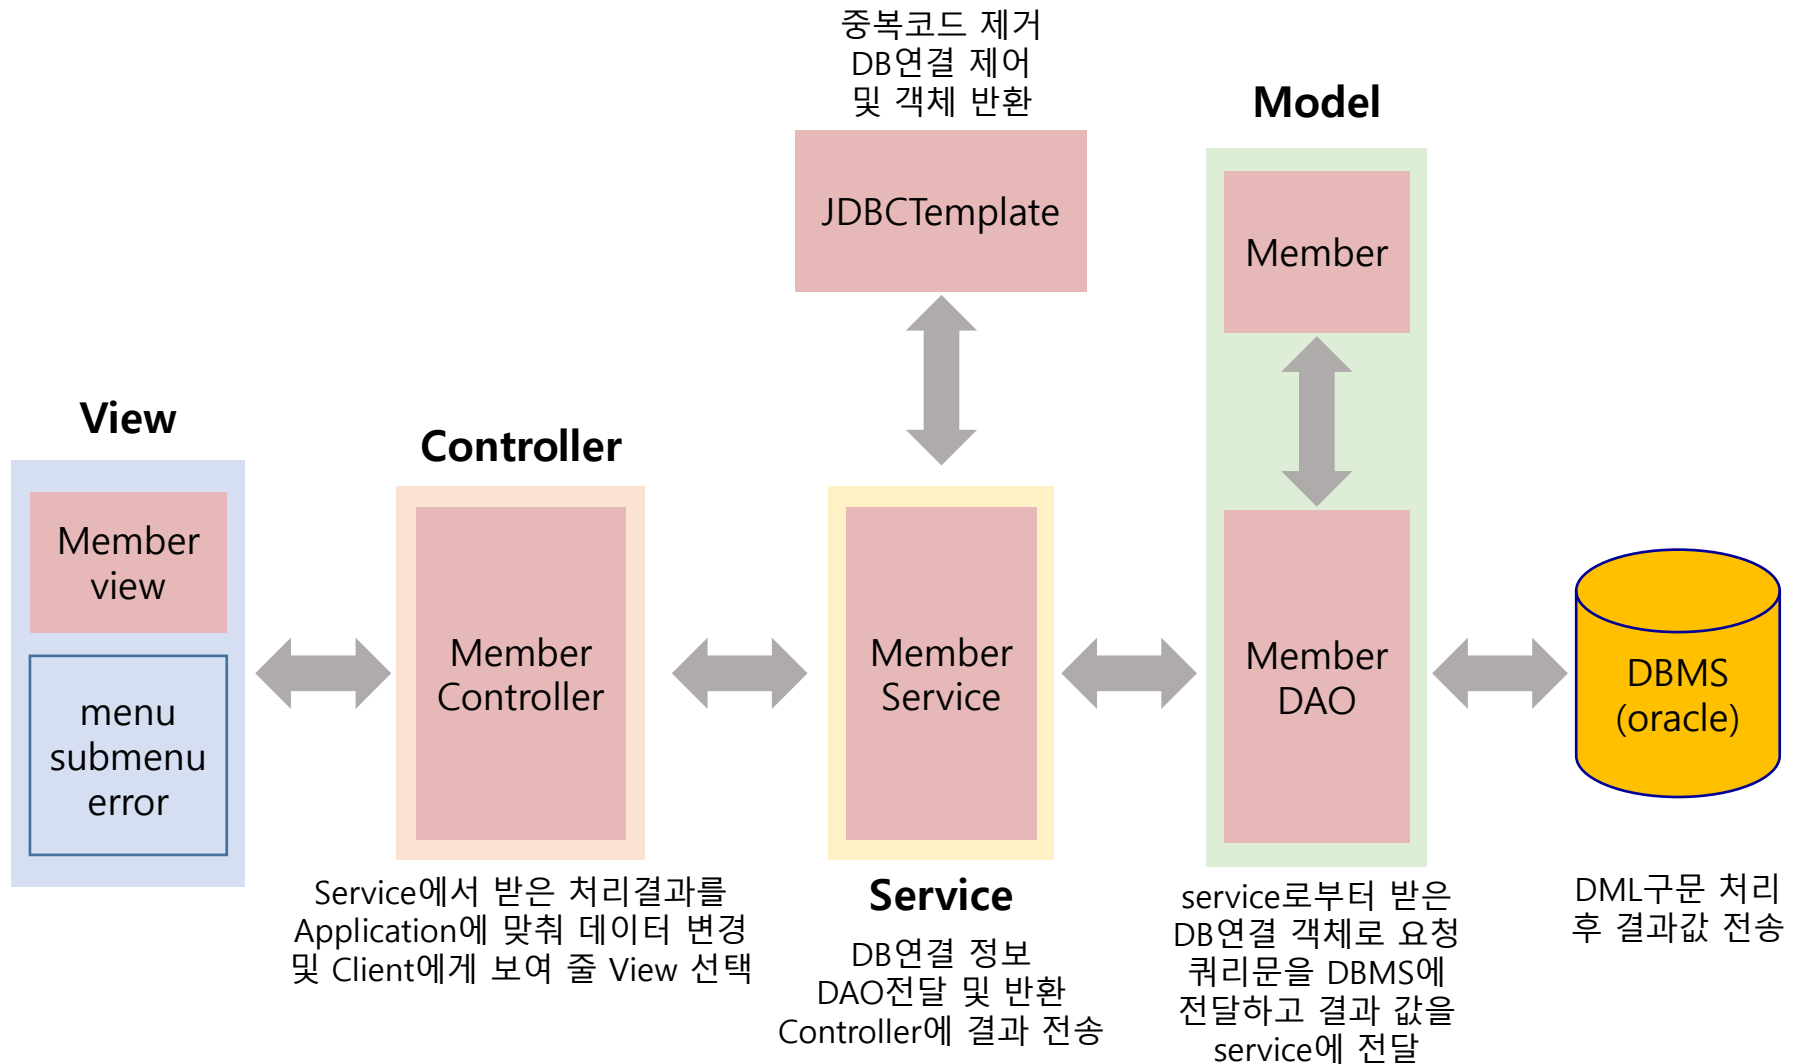 중복코드 제거
DB연결 제어
및 객체 반환
JDBCTemplate
Model
Member
View
Member
view
menu
submenu
error
Controller
Member
Controller
Service에서 받은 처리결과를
Application에 맞춰 데이터 변경
및 Client에게 보여 줄 View 선택
Member
Service
Service
DB연결 정보
DAO전달 및 반환
Controller에 결과 전송
Member
DAO
service로부터 받은
DB연결 객체로 요청
쿼리문을 DBMS에
전달하고 결과 값을
service에 전달
DBMS
(oracle)
DML구문 처리
후 결과값 전송